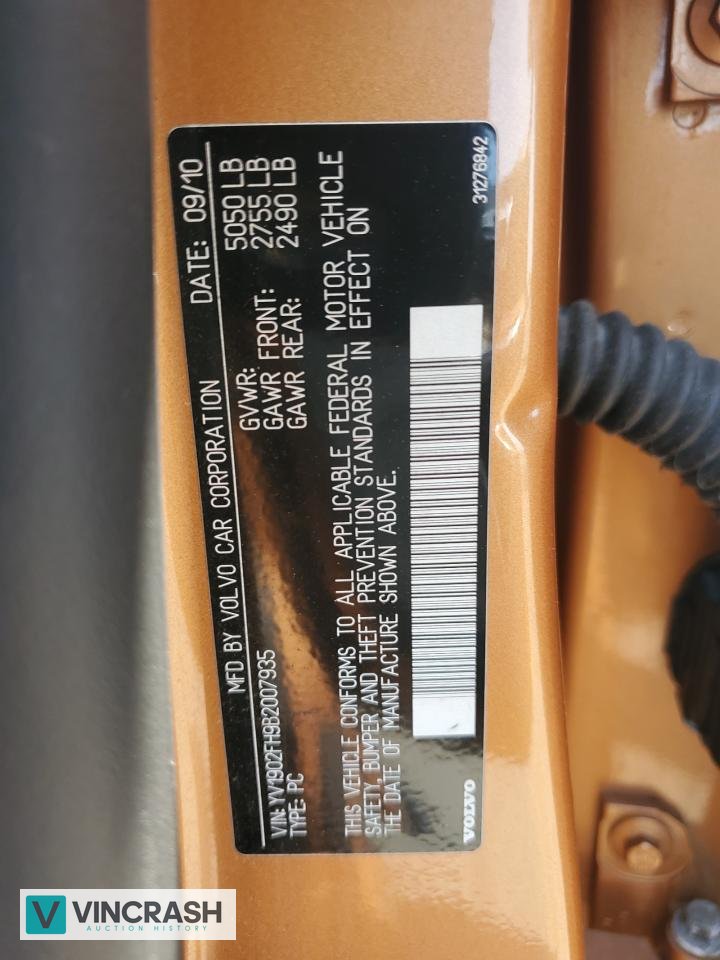 MFD BY VOLVO CAR CORPORATION DATE: 09/10
VIN: YV1902FH9B2007935 GVWR: 5050 LB
TYPE: PC GAWR FRONT: 2755 LB
GAWR REAR: 2490 LB
THIS VEHICLE CONFORMS TO ALL APPLICABLE FEDERAL MOTOR VEHICLE
SAFETY, BUMPER AND THEFT PREVENTION STANDARDS IN EFFECT ON
THE DATE OF MANUFACTURE SHOWN ABOVE.
VOLVO 31276842
V VINCRASH
AUCTION HISTORY